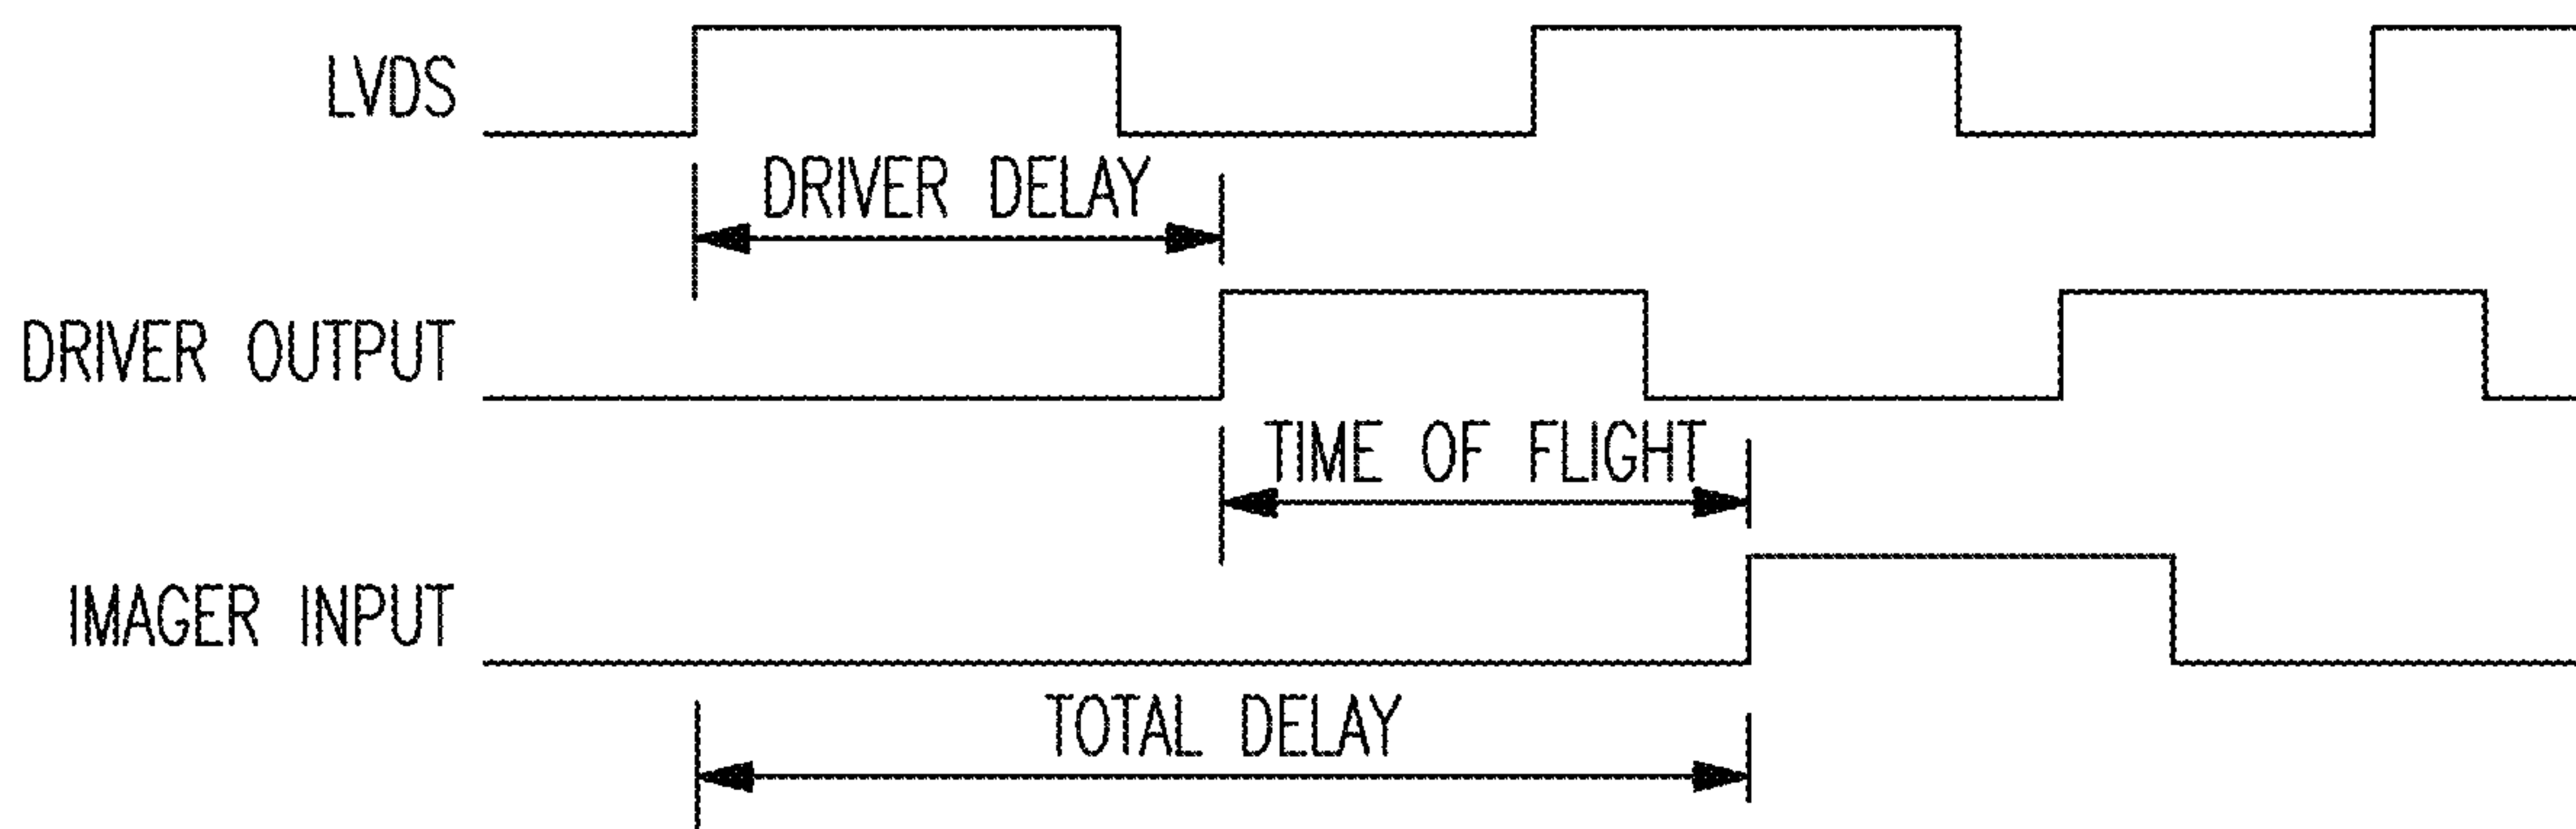 LVDS
DRIVER DELAY
DRIVER OUTPUT
TIME OF FLIGHT
IMAGER INPUT
TOTAL DELAY